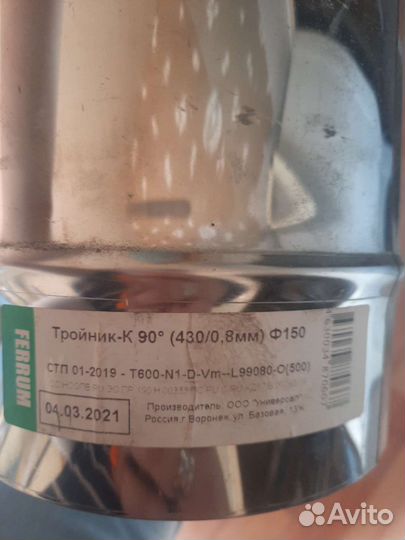 FERRUM
Тройник-К 90° (430/0,8мм) Ф150
СТП 01-2019 - Т600-N1-D-Vm--L99080-O(500)
04.03.2021
Производитель: ООО "Универсал"
Россия г.Воронеж ул. Базовая, 13к
Avito